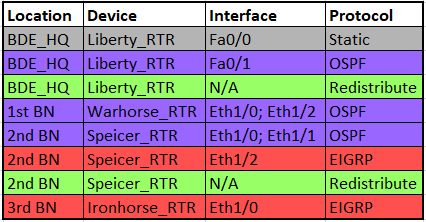 Location Device Interface Protocol
BDE_HQ Liberty_RTR Fa0/0 Static
BDE_HQ Liberty_RTR Fa0/1 OSPF
BDE_HQ Liberty_RTR N/A Redistribute
1st BN Warhorse_RTR Eth1/0; Eth1/2 OSPF
2nd BN Speicer_RTR Eth1/0; Eth1/1 OSPF
2nd BN Speicer_RTR Eth1/2 EIGRP
2nd BN Speicer_RTR N/A Redistribute
3rd BN Ironhorse_RTR Eth1/0 EIGRP